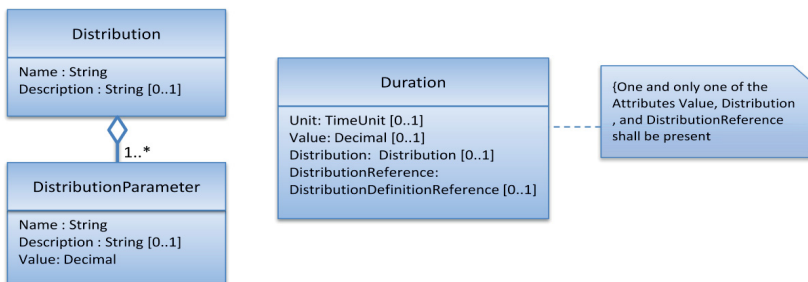 Distribution
Name : String
Description : String [0..1]
1..*
DistributionParameter
Name : String
Description : String [0..1]
Value: Decimal
Duration
Unit: TimeUnit [0..1]
Value: Decimal [0..1]
Distribution:  Distribution [0..1]
DistributionReference:
DistributionDefinitionReference [0..1]
{One and only one of the
Attributes Value, Distribution
, and DistributionReference
shall be present